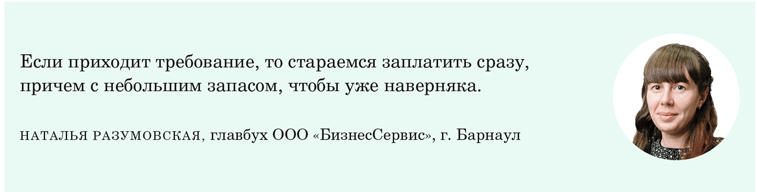 Если приходит требование, то стараемся заплатить сразу,
причем с небольшим запасом, чтобы уже наверняка.
НАТАЛЬЯ РАЗУМОВСКАЯ, главбух ООО «БизнесСервис», г. Барнаул